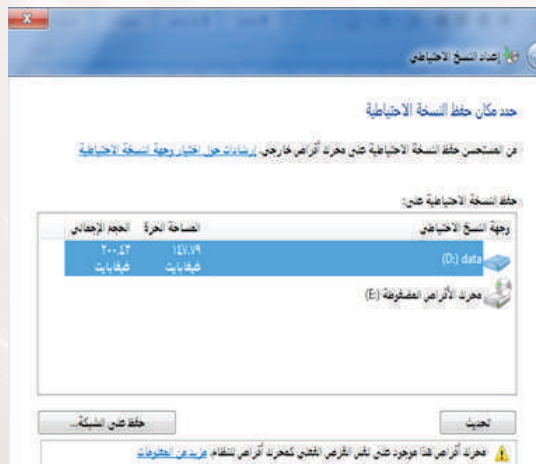 إعداد النسخ الاحتياطي
حدد مكان حفظ النسخة الاحتياطية
من المستحسن حفظ النسخة الاحتياطية على محرك أقراص خارجي. إرشادات حول اختيار وجهة النسخة الاحتياطية
حفظ النسخة الاحتياطية على:
وجهة النسخ الاحتياطي المساحة الحرة الحجم الإجمالي
(D:) data ١٤٧.٧٩ غيغابايت ٢٠٠.٤٣ غيغابايت
محرك الأقراص المضغوطة (E:)
تحديث حفظ على الشبكة...
محرك أقراص هذا موجود على نفس القرص الفعلي كمحرك أقراص النظام. مزيد من المعلومات